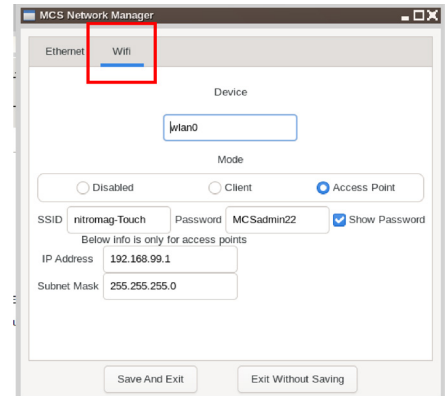 MCS Network Manager
Ethernet Wifi
Device
wlan0
Mode
Disabled Client Access Point
SSID nitromag-Touch Password MCSadmin22 Show Password
Below info is only for access points
IP Address 192.168.99.1
Subnet Mask 255.255.255.0
Save And Exit Exit Without Saving